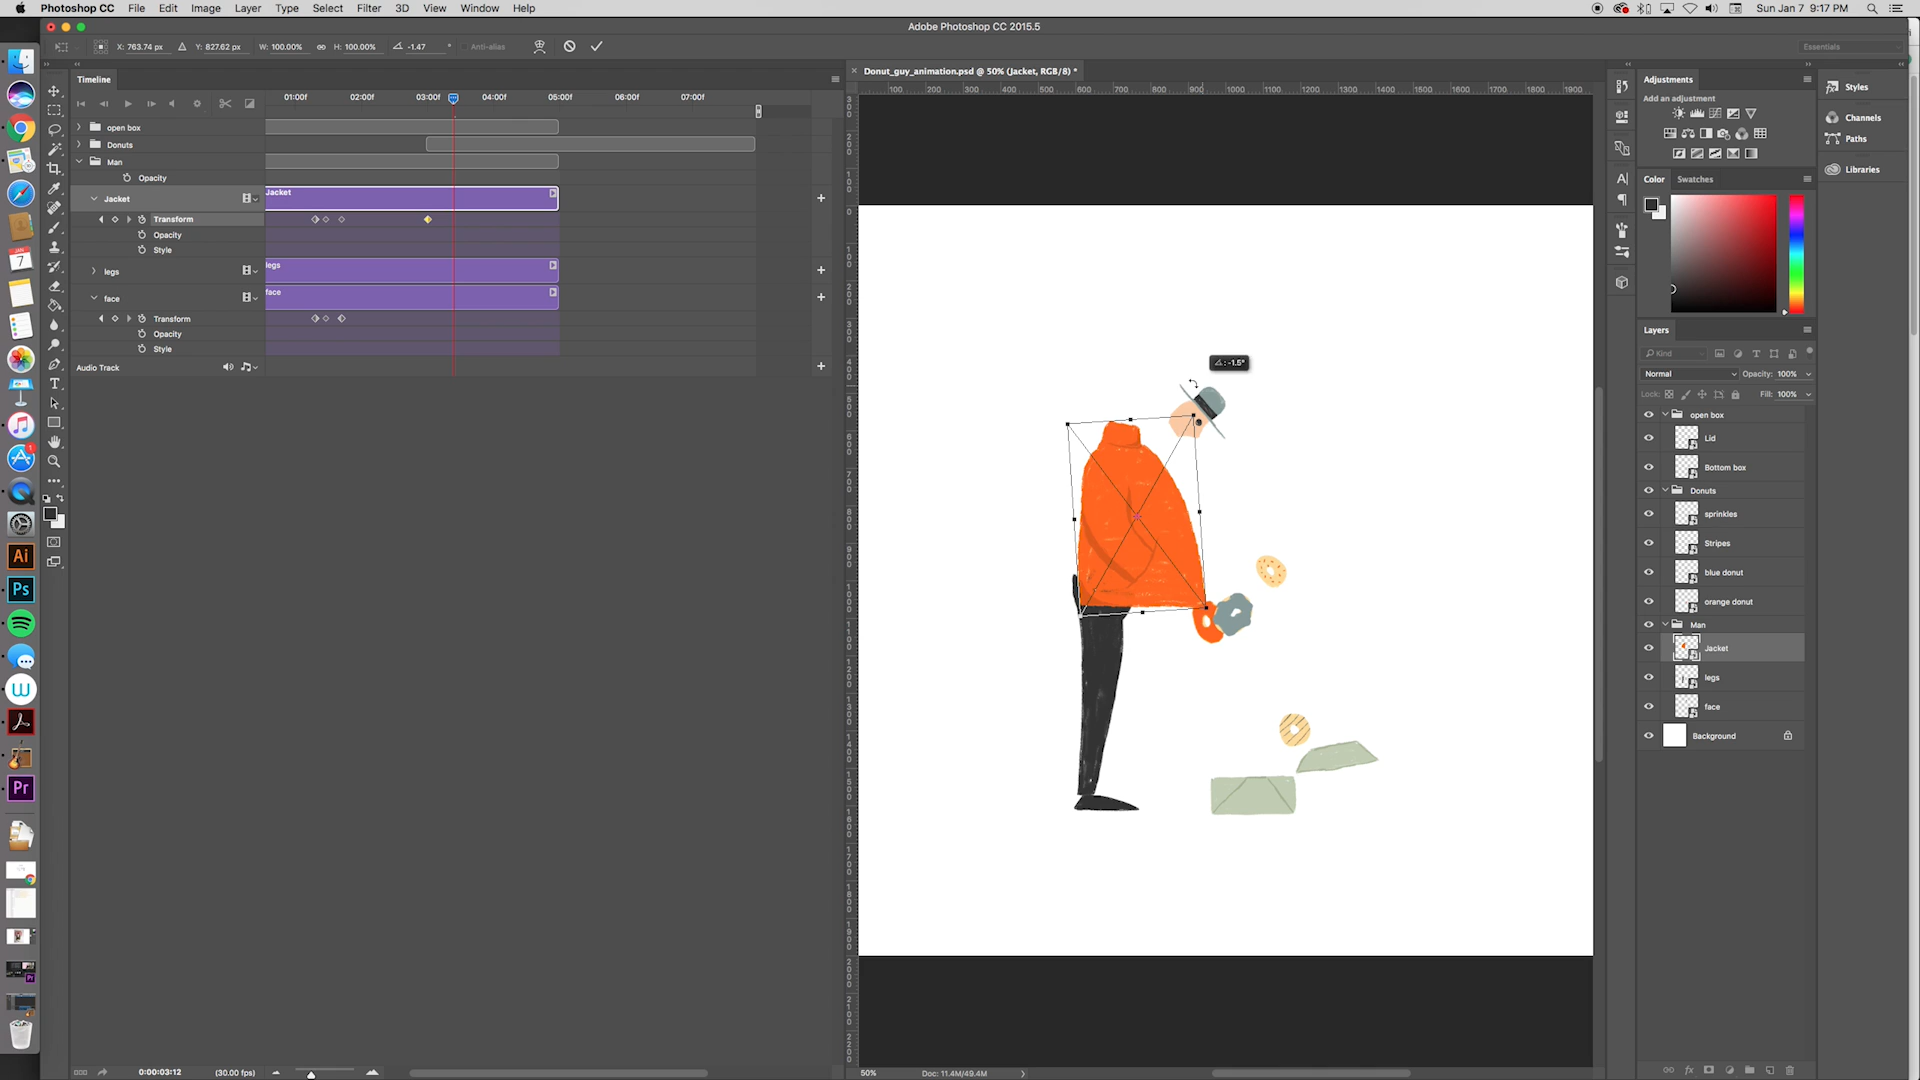 Photoshop CC File Edit Image Layer Type Select Filter 3D View Window Help Sun Jan 7 9:17 PM
Adobe Photoshop CC 2015.5
X: 763.74 px Y: 827.62 px W: 100.00% H: 100.00% -1.47 ° Anti-alias Essentials
Timeline
Donut_guy_animation.psd @ 50% (Jacket, RGB/8) *
01:00f 02:00f 03:00f 04:00f 05:00f 06:00f 07:00f
100 200 300 400 500 600 700 800 900 1000 1100 1200 1300 1400 1500 1600 1700 1800 1900
open box
Donuts
Man
Opacity
Jacket
Jacket
Transform
Opacity
Style
legs
legs
face
face
Transform
Opacity
Style
Audio Track
-1.5°
Adjustments
Add an adjustment
Styles
Channels
Paths
Libraries
Color Swatches
Layers
Kind
Normal Opacity: 100%
Lock: Fill: 100%
open box
Lid
Bottom box
Donuts
sprinkles
Stripes
blue donut
orange donut
Man
Jacket
legs
face
Background
7
1
Ai
Ps
W
Pr
T
0:00:03:12 (30.00 fps)
50% Doc: 11.4M/49.4M